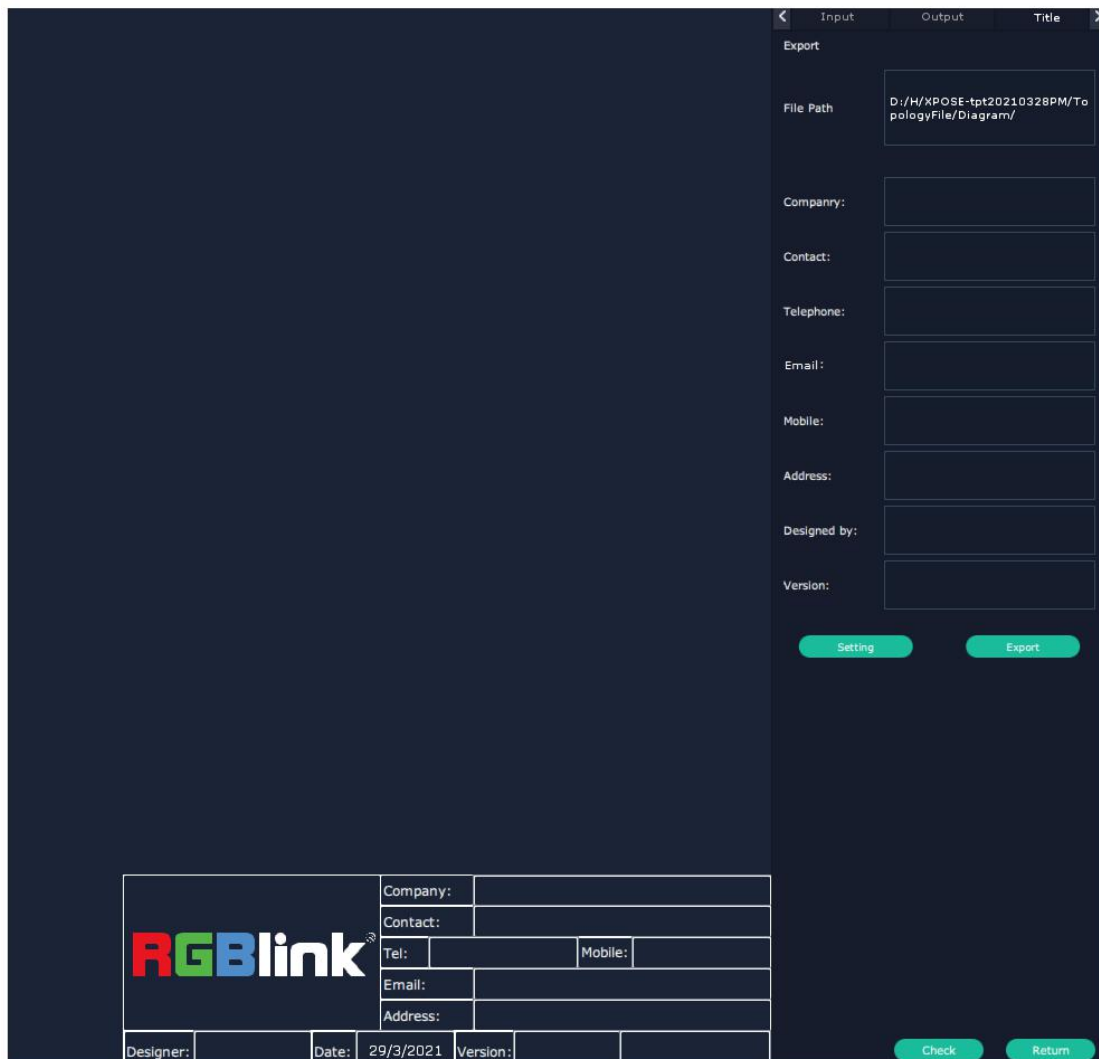 Input Output Title
Export
File Path
D:/H/XPOSE-tpt20210328PM/To
pologyFile/Diagram/
Companry:
Contact:
Telephone:
Email:
Mobile:
Address:
Designed by:
Version:
Setting Export
RGBlink®
Company:
Contact:
Tel: Mobile:
Email:
Address:
Designer: Date: 29/3/2021 Version:
Check Return